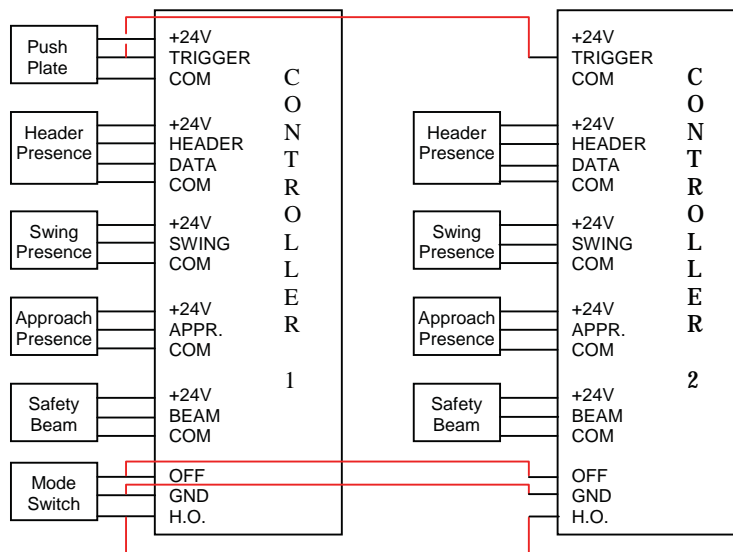 Push
Plate
+24V
TRIGGER
COM
Header
Presence
+24V
HEADER
DATA
COM
Swing
Presence
+24V
SWING
COM
Approach
Presence
+24V
APPR.
COM
Safety
Beam
+24V
BEAM
COM
Mode
Switch
OFF
GND
H.O.
CONTROLLER 1
+24V
TRIGGER
COM
Header
Presence
+24V
HEADER
DATA
COM
Swing
Presence
+24V
SWING
COM
Approach
Presence
+24V
APPR.
COM
Safety
Beam
+24V
BEAM
COM
OFF
GND
H.O.
CONTROLLER 2